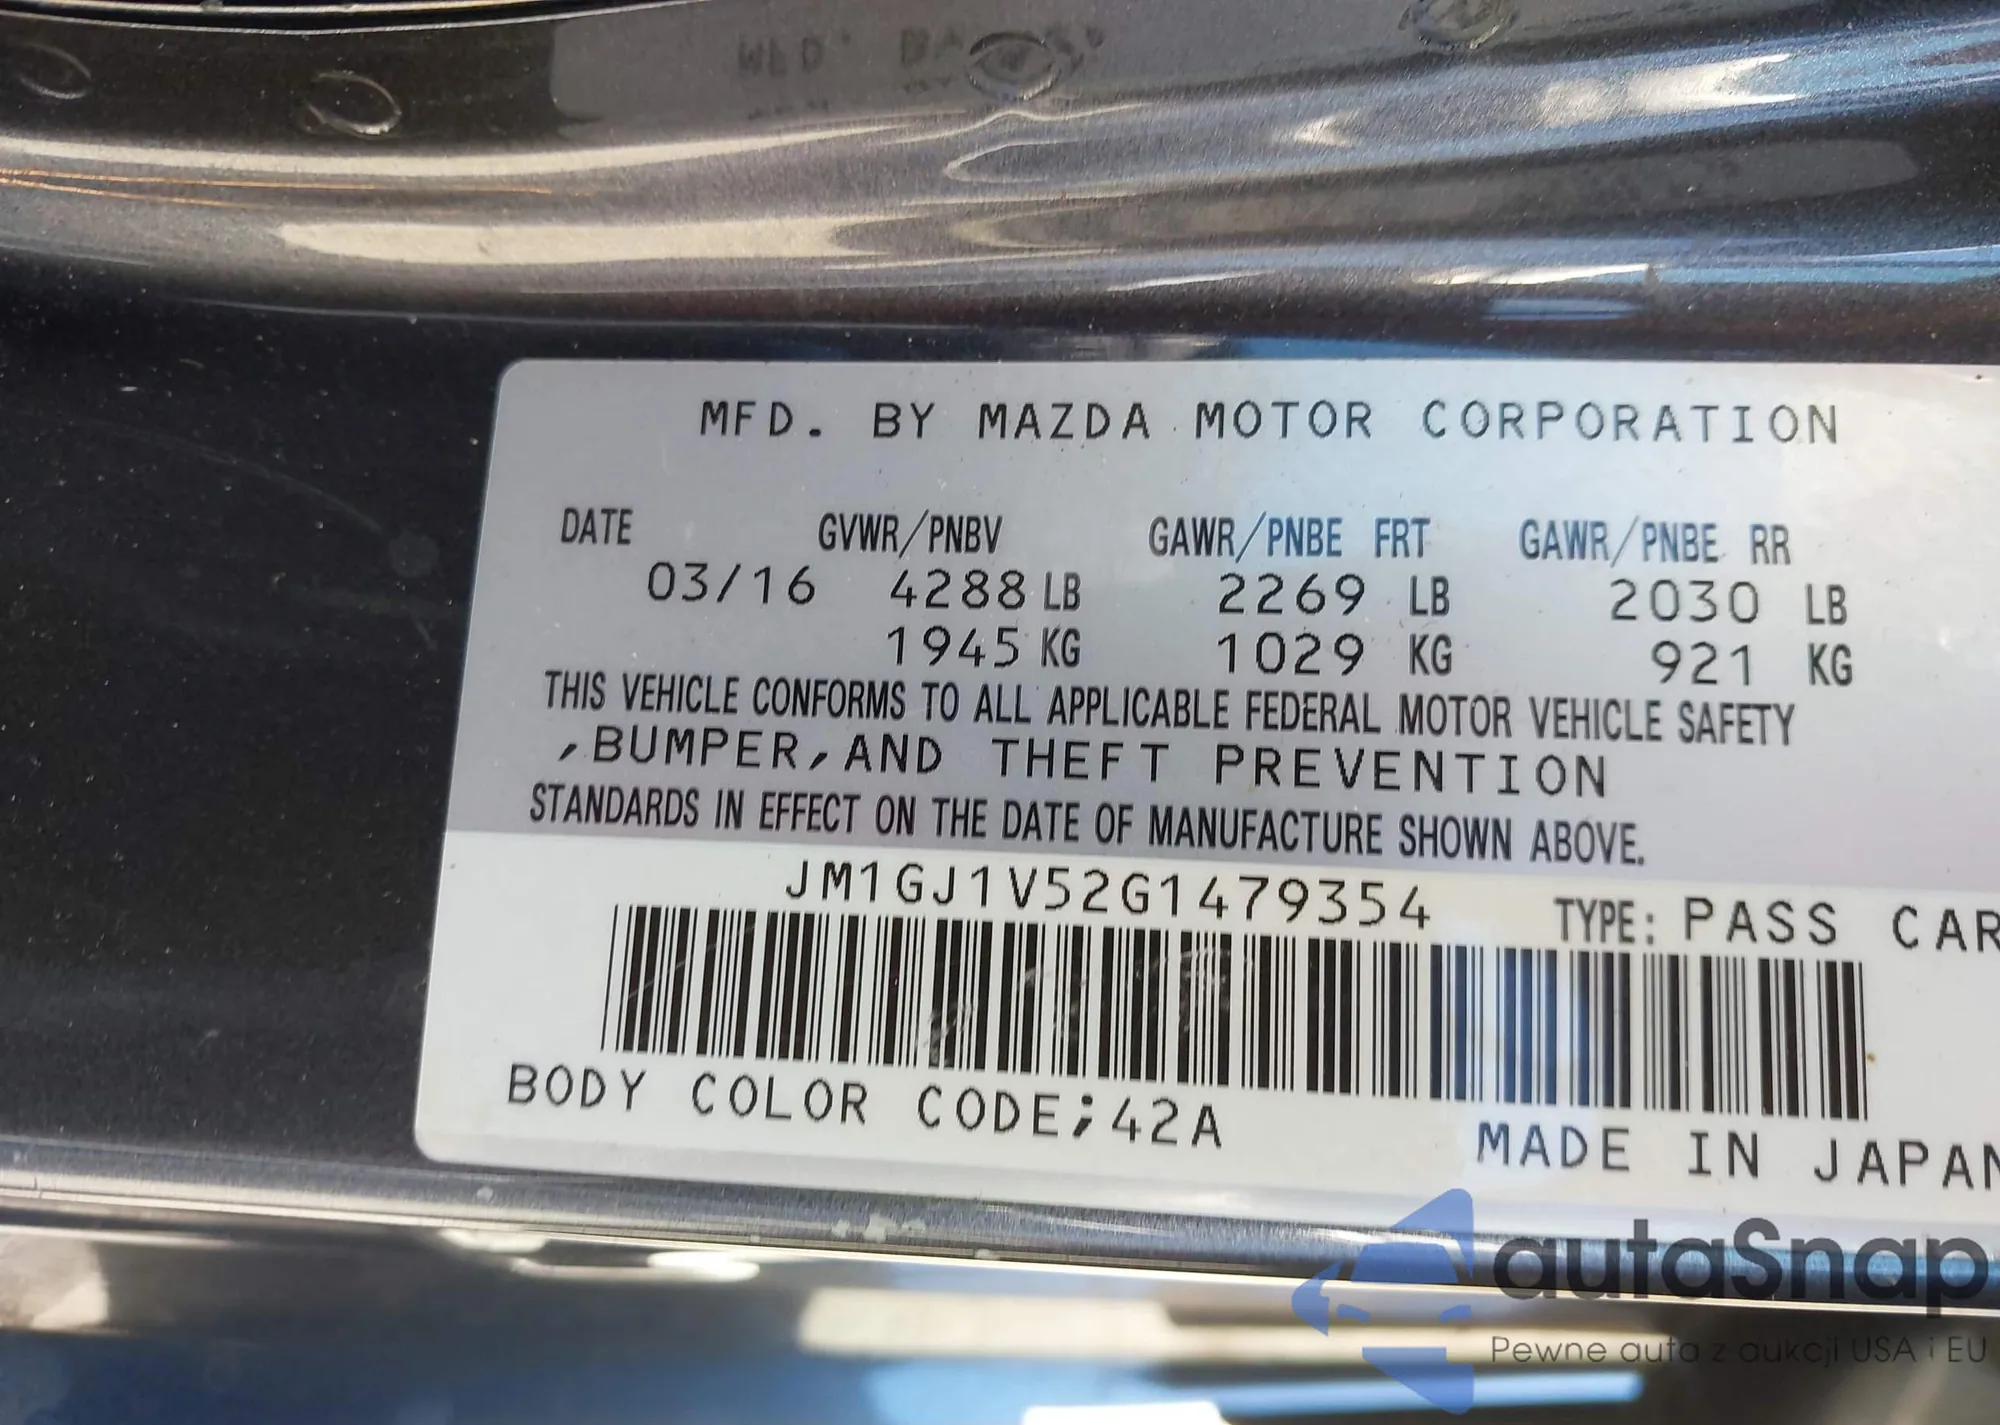 MFD. BY MAZDA MOTOR CORPORATION
DATE GVWR/PNBV GAWR/PNBE FRT GAWR/PNBE RR
03/16 4288 LB 2269 LB 2030 LB
1945 KG 1029 KG 921 KG
THIS VEHICLE CONFORMS TO ALL APPLICABLE FEDERAL MOTOR VEHICLE SAFETY
,BUMPER,AND THEFT PREVENTION
STANDARDS IN EFFECT ON THE DATE OF MANUFACTURE SHOWN ABOVE.
JM1GJ1V52G1479354 TYPE: PASS CAR
BODY COLOR CODE;42A
MADE IN JAPAN
autaSnap
Pewne auta z aukcji USA i EU